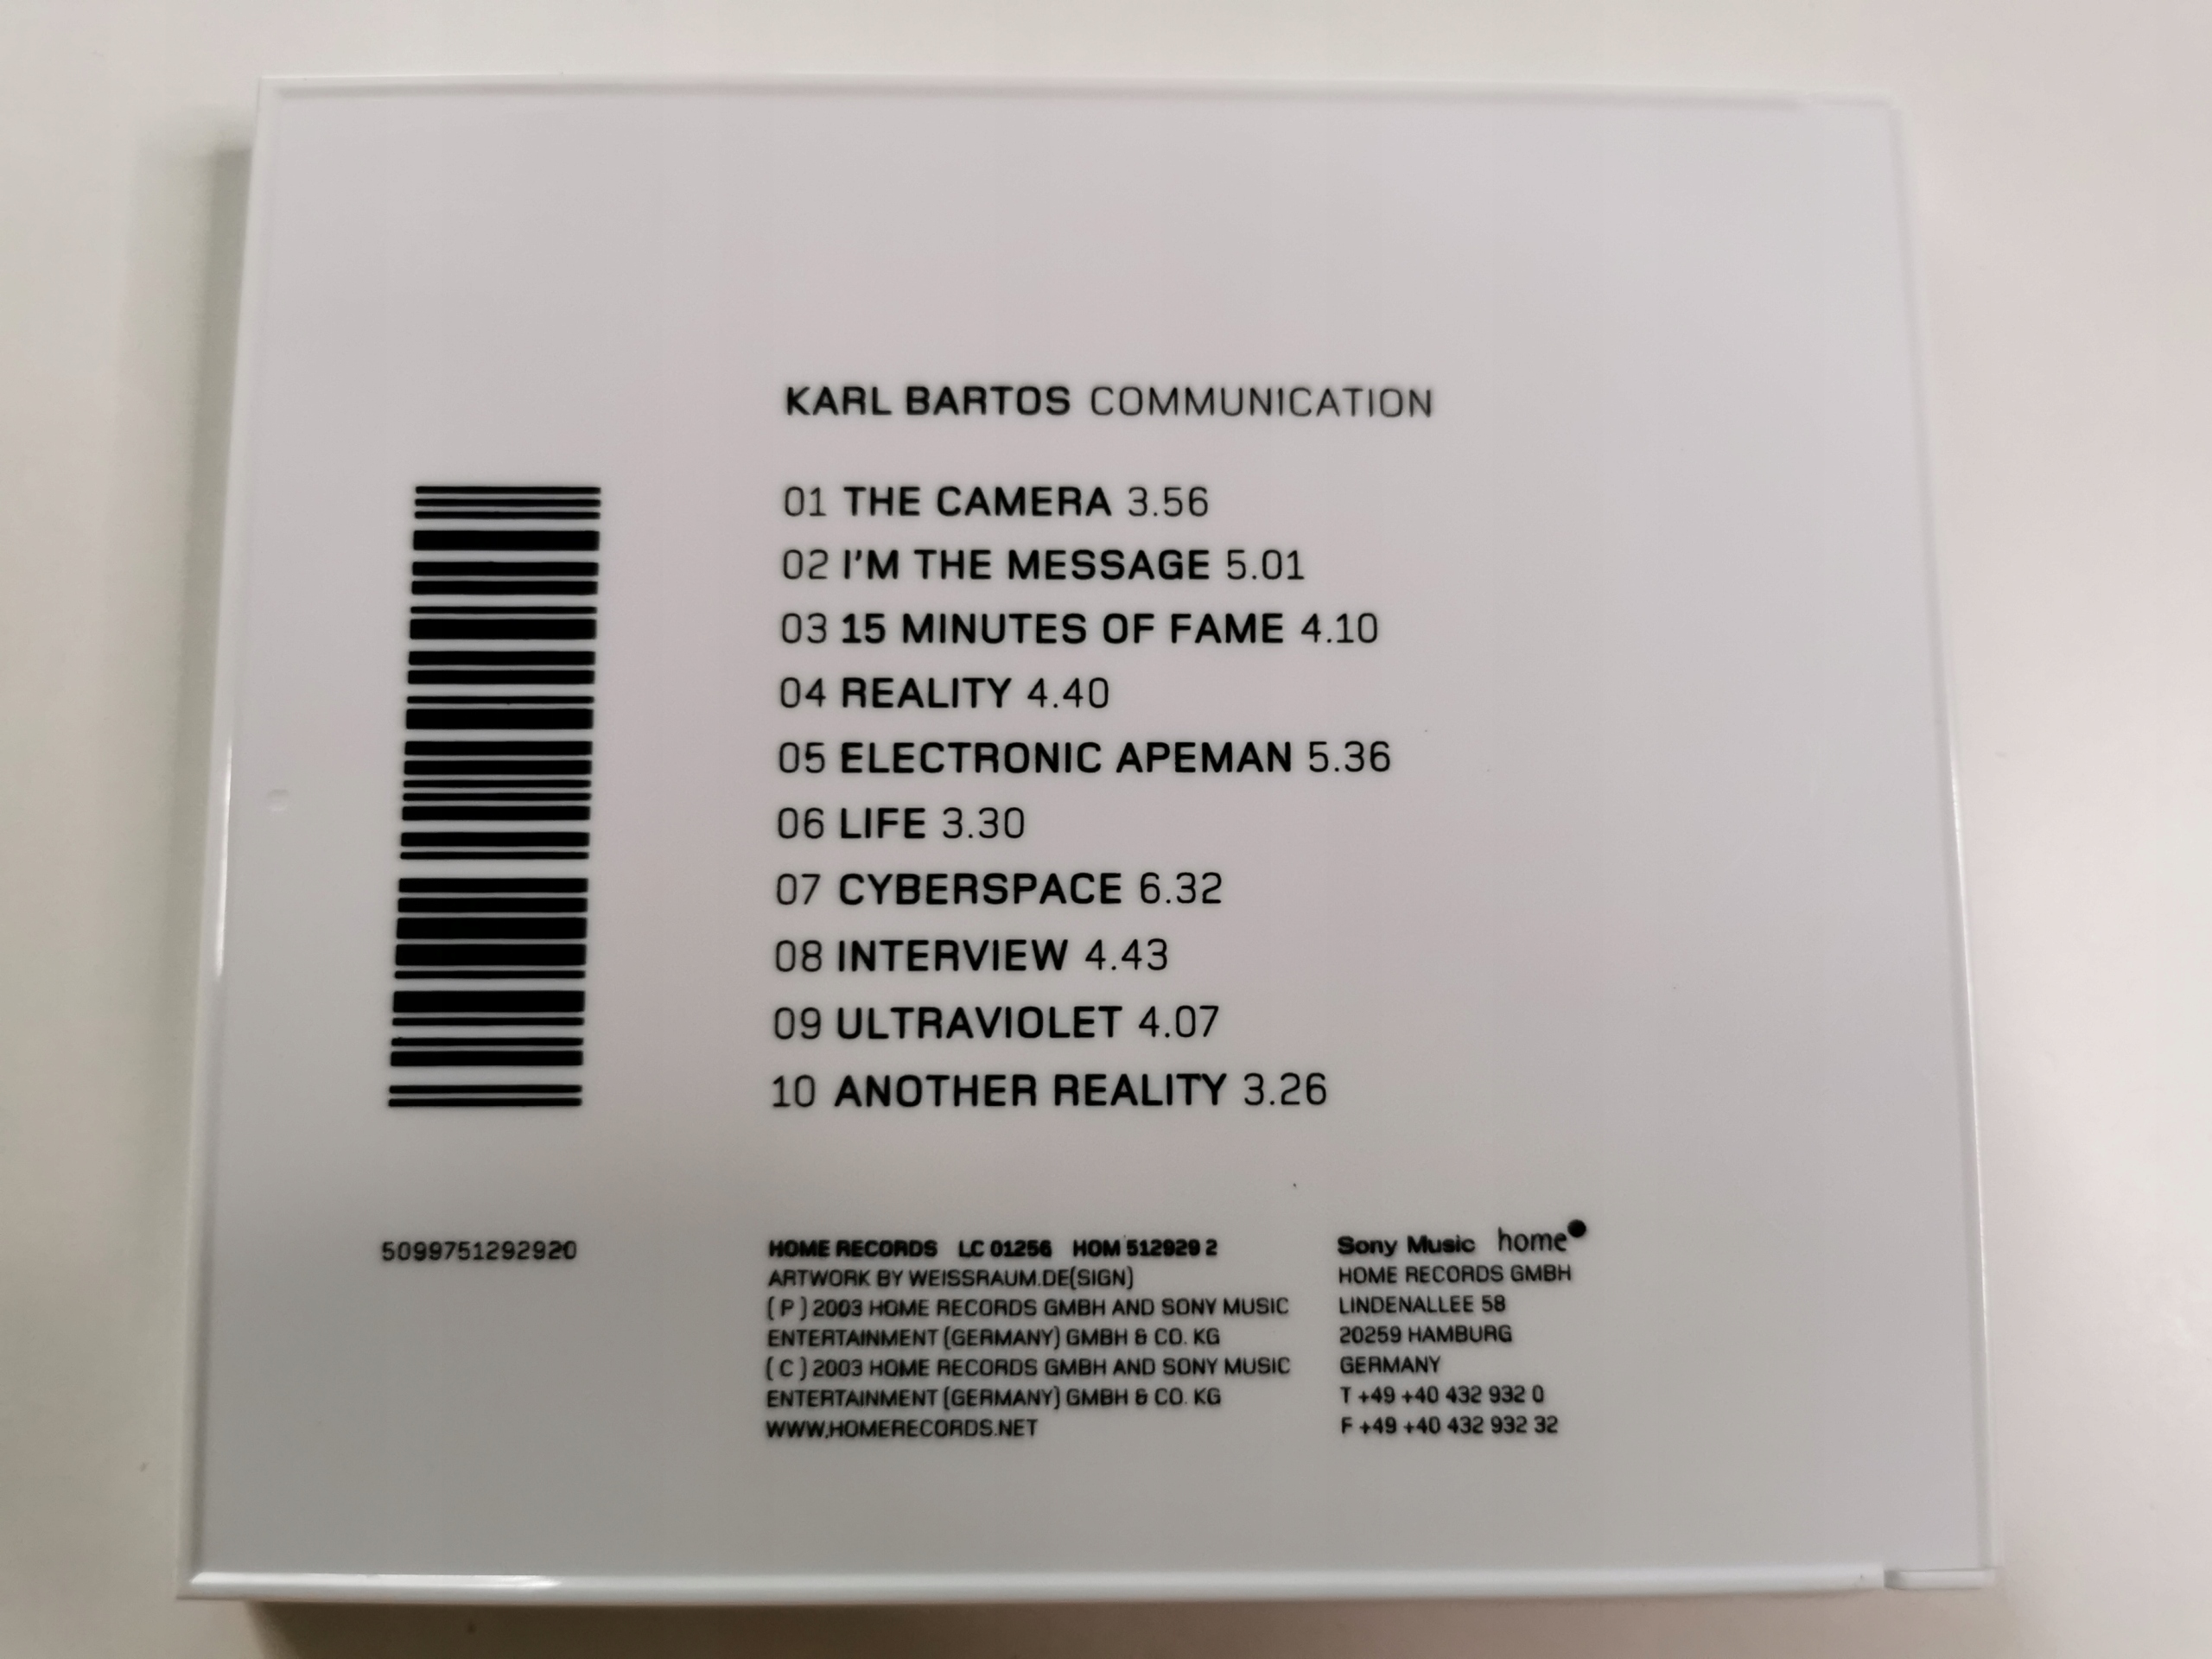 KARL BARTOS COMMUNICATION
01 THE CAMERA 3.56
02 I'M THE MESSAGE 5.01
03 15 MINUTES OF FAME 4.10
04 REALITY 4.40
05 ELECTRONIC APEMAN 5.36
06 LIFE 3.30
07 CYBERSPACE 6.32
08 INTERVIEW 4.43
09 ULTRAVIOLET 4.07
10 ANOTHER REALITY 3.26
5099751292920
HOME RECORDS LC 01256 HOM 512929 2
ARTWORK BY WEISSRAUM.DE(SIGN)
( P ) 2003 HOME RECORDS GMBH AND SONY MUSIC
ENTERTAINMENT (GERMANY) GMBH & CO. KG
( C ) 2003 HOME RECORDS GMBH AND SONY MUSIC
ENTERTAINMENT (GERMANY) GMBH & CO. KG
WWW.HOMERECORDS.NET
Sony Music home
HOME RECORDS GMBH
LINDENALLEE 58
20259 HAMBURG
GERMANY
T +49 +40 432 932 0
F +49 +40 432 932 32